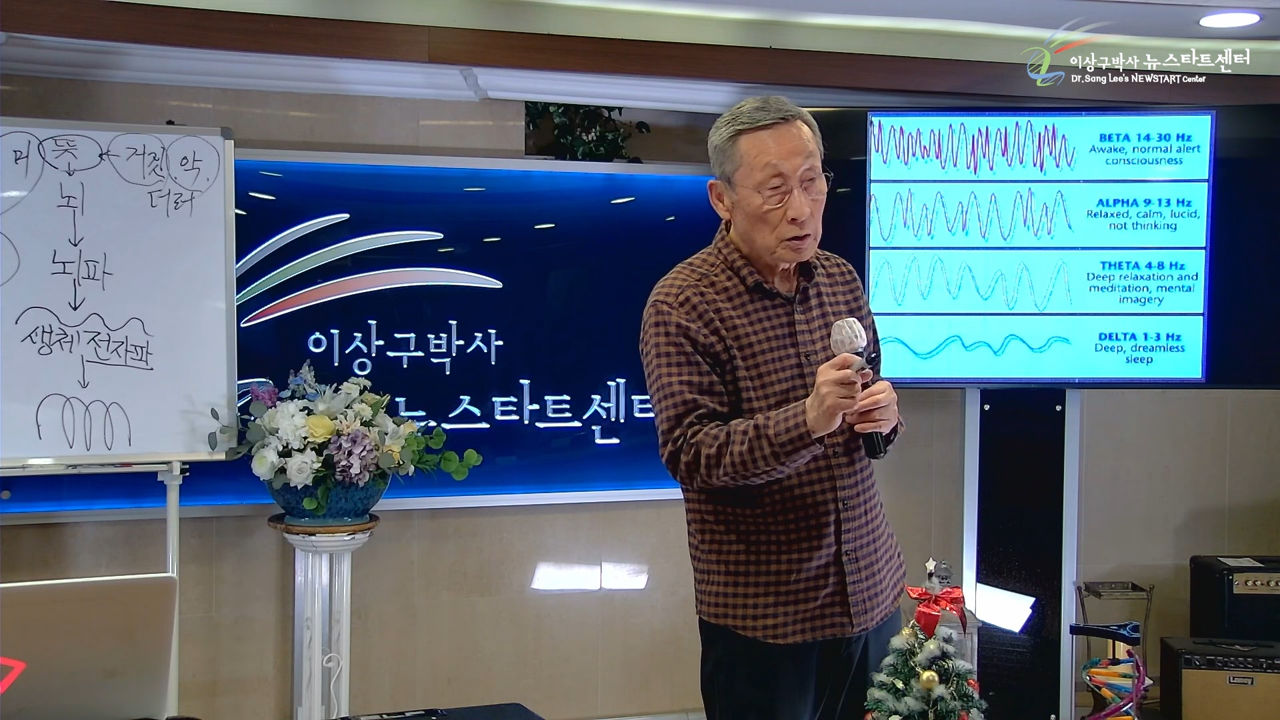 이상구박사 뉴스타트센터
Dr. Sang Lee's NEWSTART Center
뜻 ← 거짓, 악,
더러
뇌
뇌파
생체 전자파
이상구박사
뉴스타트센터
BETA 14-30 Hz
Awake, normal alert
consciousness
ALPHA 9-13 Hz
Relaxed, calm, lucid,
not thinking
THETA 4-8 Hz
Deep relaxation and
meditation, mental
imagery
DELTA 1-3 Hz
Deep, dreamless
sleep
Laney